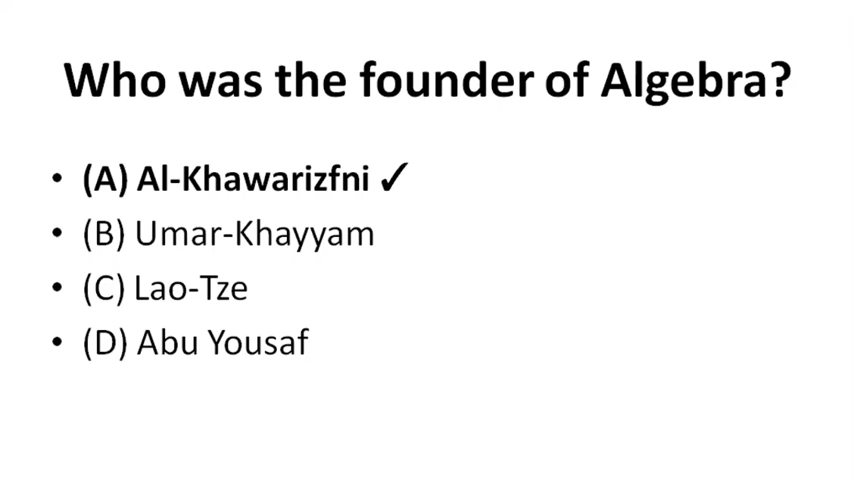 Who was the founder of Algebra?
• (A) Al-Khawarizfni ✓
• (B) Umar-Khayyam
• (C) Lao-Tze
• (D) Abu Yousaf